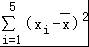 5
∑ (xᵢ − x̄)²
i=1